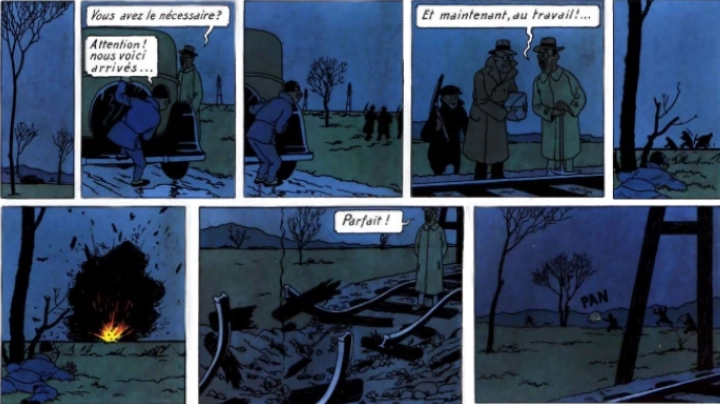 Vous avez le nécessaire?
Attention!
nous voici
arrivés...
Et maintenant, au travail!...
Parfait!
PAN